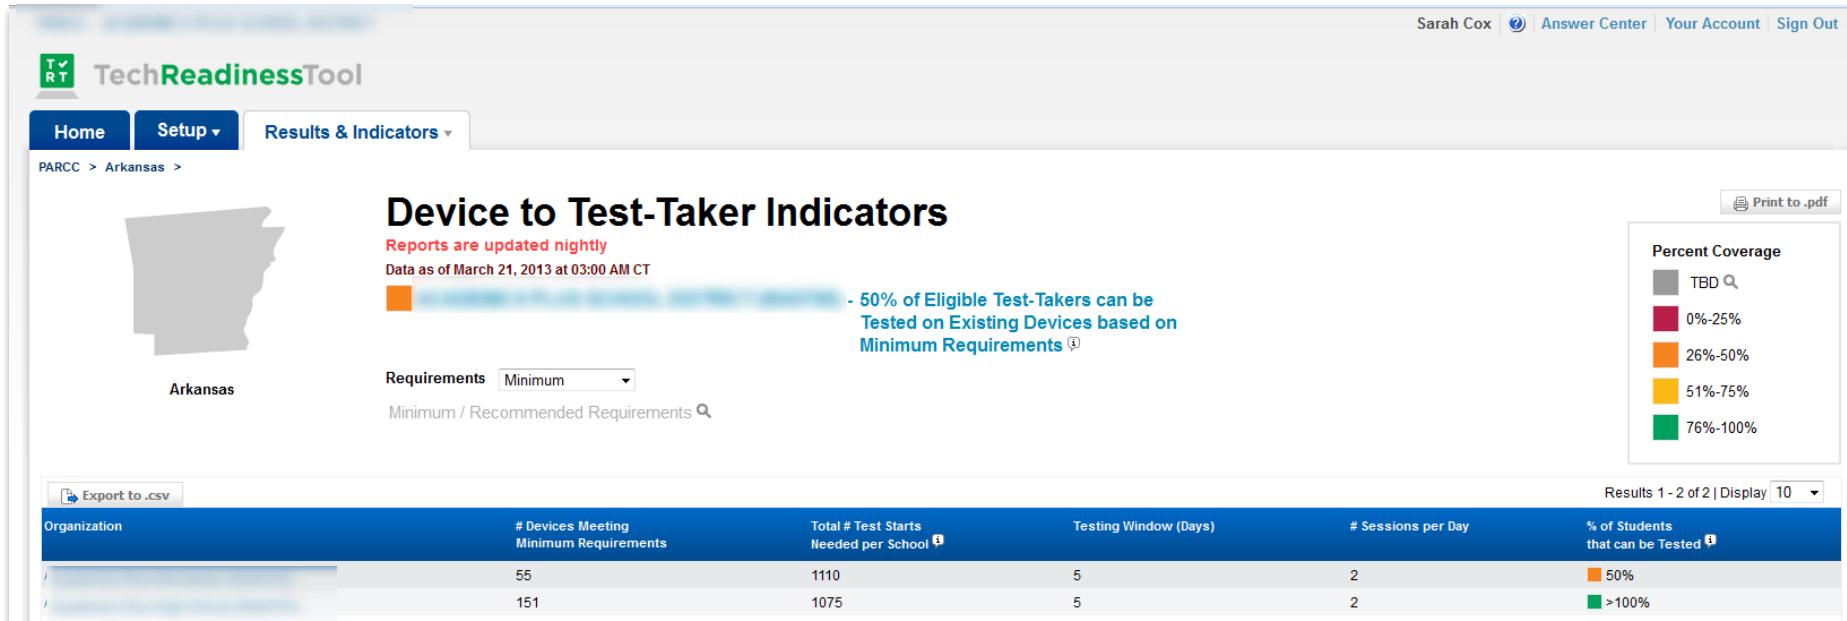 Sarah Cox Answer Center Your Account Sign Out
T RT
TechReadinessTool
Home Setup Results & Indicators
PARCC > Arkansas >
Print to .pdf
Device to Test-Taker Indicators
Reports are updated nightly
Data as of March 21, 2013 at 03:00 AM CT
- 50% of Eligible Test-Takers can be
Tested on Existing Devices based on
Minimum Requirements
Requirements Minimum
Minimum / Recommended Requirements
Arkansas
Percent Coverage
TBD
0%-25%
26%-50%
51%-75%
76%-100%
Export to .csv Results 1 - 2 of 2 | Display 10
Organization # Devices Meeting Total # Test Starts Testing Window (Days) # Sessions per Day % of Students
Minimum Requirements Needed per School that can be Tested
55 1110 5 2 50%
151 1075 5 2 >100%